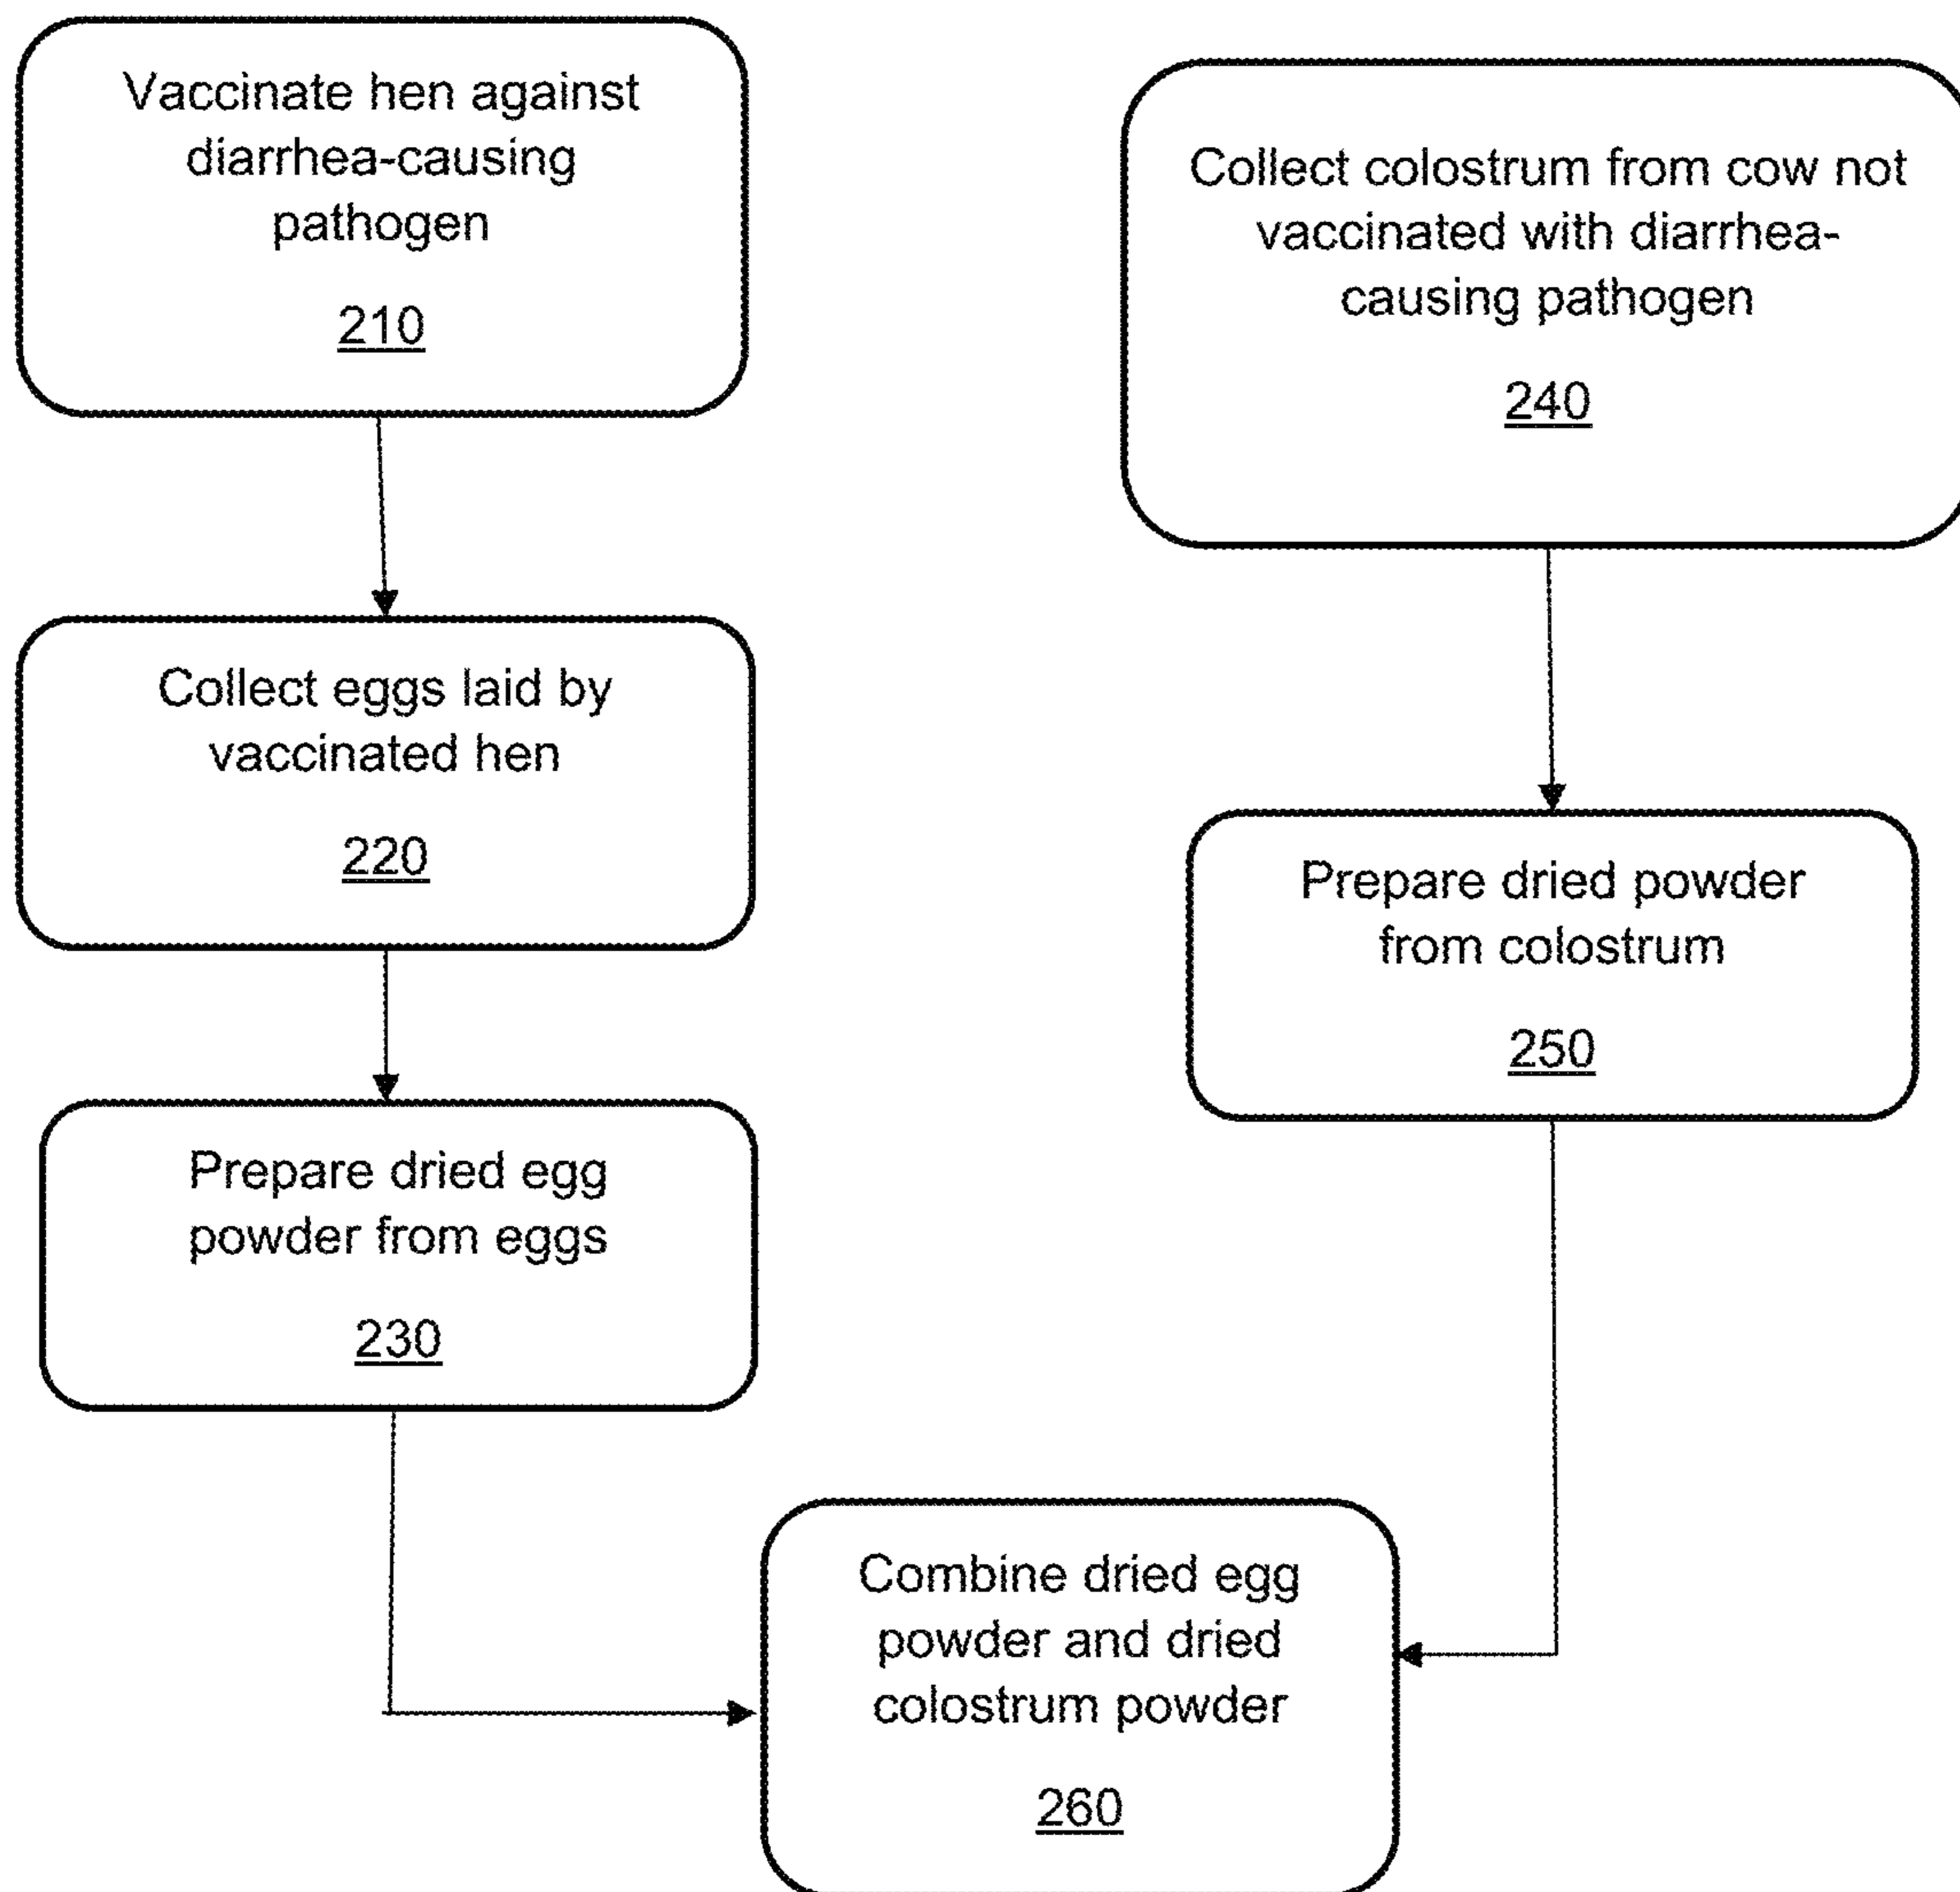 Vaccinate hen against
diarrhea-causing
pathogen
210
Collect eggs laid by
vaccinated hen
220
Prepare dried egg
powder from eggs
230
Collect colostrum from cow not
vaccinated with diarrhea-
causing pathogen
240
Prepare dried powder
from colostrum
250
Combine dried egg
powder and dried
colostrum powder
260